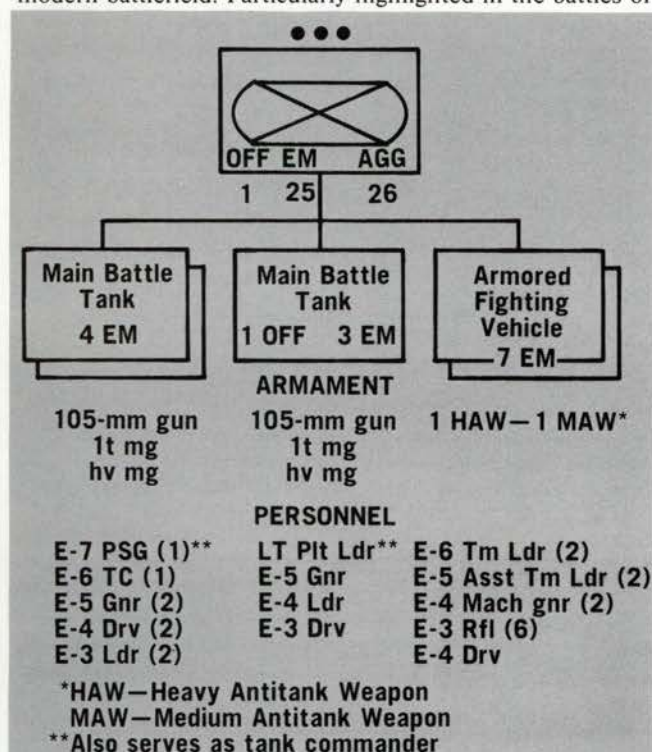 modern battlefield. Particularly highlighted in the battles of
OFF EM AGG
1 25 26
Main Battle
Tank
4 EM
Main Battle
Tank
1 OFF 3 EM
Armored
Fighting
Vehicle
7 EM
ARMAMENT
105-mm gun
1t mg
hv mg
105-mm gun
1t mg
hv mg
1 HAW—1 MAW*
PERSONNEL
E-7 PSG (1)**
E-6 TC (1)
E-5 Gnr (2)
E-4 Drv (2)
E-3 Ldr (2)
LT Plt Ldr**
E-5 Gnr
E-4 Ldr
E-3 Drv
E-6 Tm Ldr (2)
E-5 Asst Tm Ldr (2)
E-4 Mach gnr (2)
E-3 Rfl (6)
E-4 Drv
*HAW—Heavy Antitank Weapon
MAW—Medium Antitank Weapon
**Also serves as tank commander